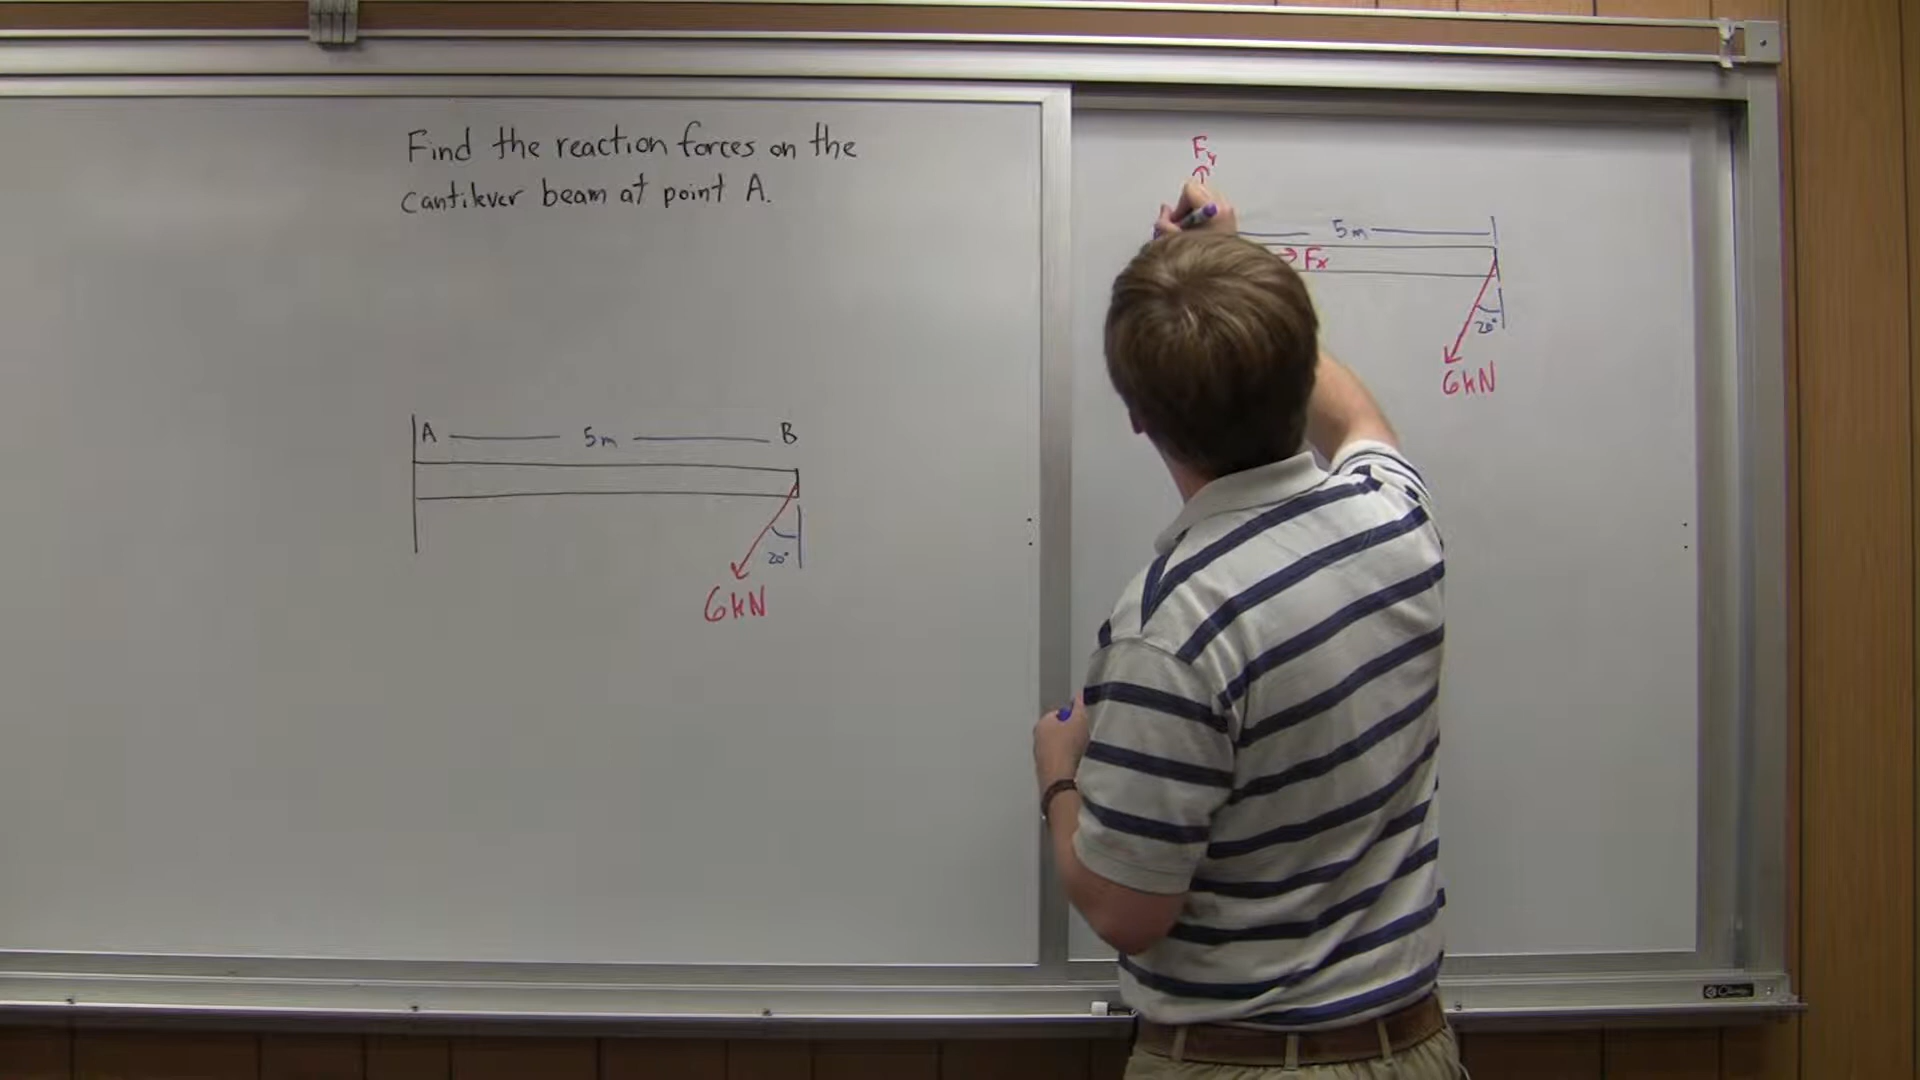 Find the reaction forces on the
cantilever beam at point A.
A 5m B
20°
6kN
Fy
5m
Fx
20°
6kN